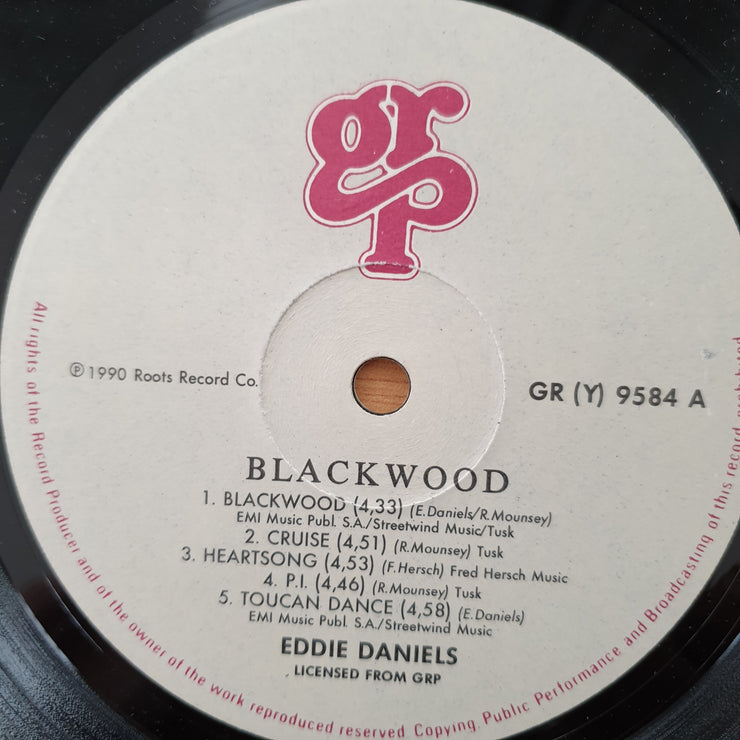 grp
℗ 1990 Roots Record Co.
GR (Y) 9584 A
BLACKWOOD
1. BLACKWOOD (4,33) (E.Daniels/R.Mounsey)
EMI Music Publ. S.A./Streetwind Music/Tusk
2. CRUISE (4,51) (R.Mounsey) Tusk
3. HEARTSONG (4,53) (F.Hersch) Fred Hersch Music
4. P.I. (4,46) (R.Mounsey) Tusk
5. TOUCAN DANCE (4,58) (E.Daniels)
EMI Music Publ. S.A./Streetwind Music
EDDIE DANIELS
LICENSED FROM GRP
All rights of the Record Producer and of the owner of the work reproduced reserved Copying, Public Performance and Broadcasting of this record prohibited